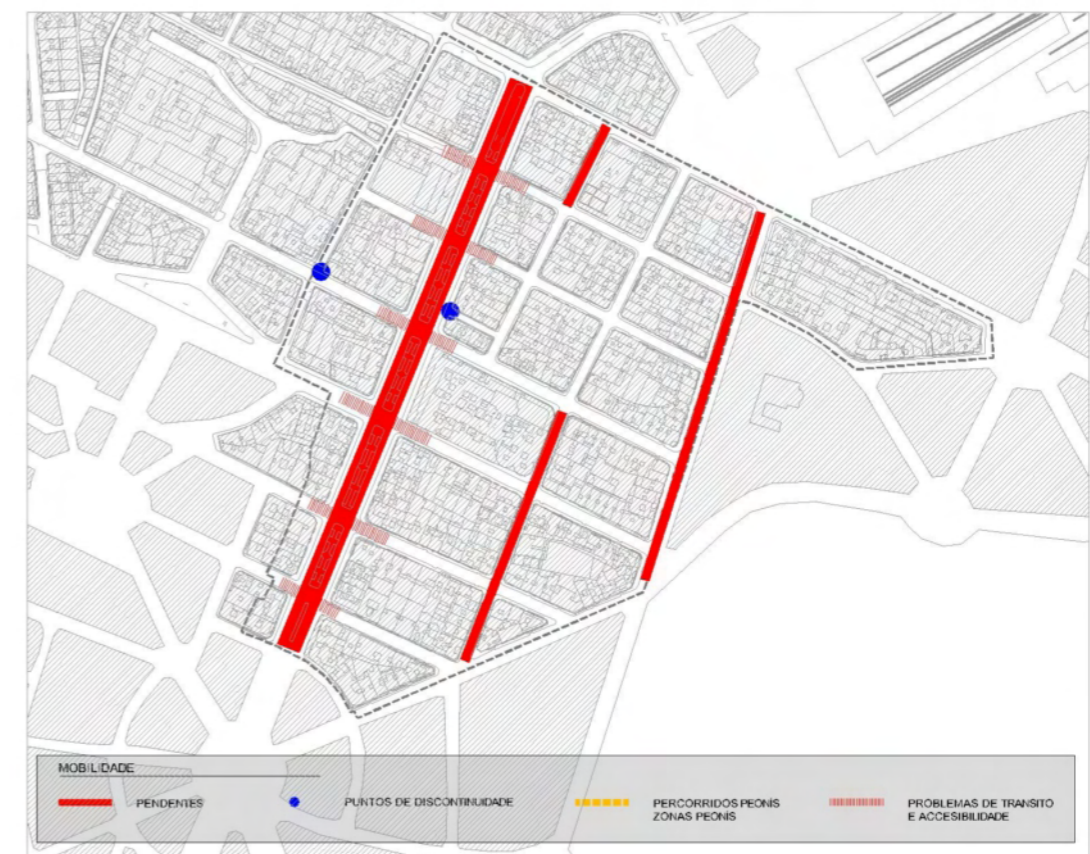 MOBILIDADE
PENDENTES
PUNTOS DE DISCONTINUIDADE
PERCORRIDOS PEONÍS
ZONAS PEONÍS
PROBLEMAS DE TRANSITO
E ACCESIBILIDADE